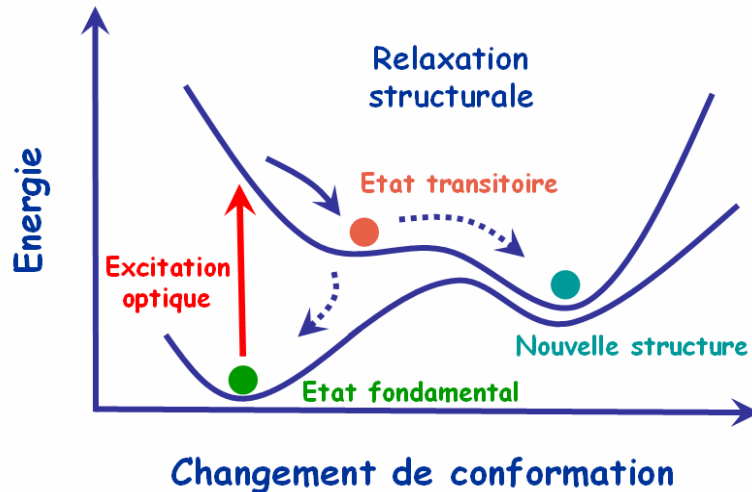 Relaxation
structurale
Energie
Etat transitoire
Excitation
optique
Nouvelle structure
Etat fondamental
Changement de conformation